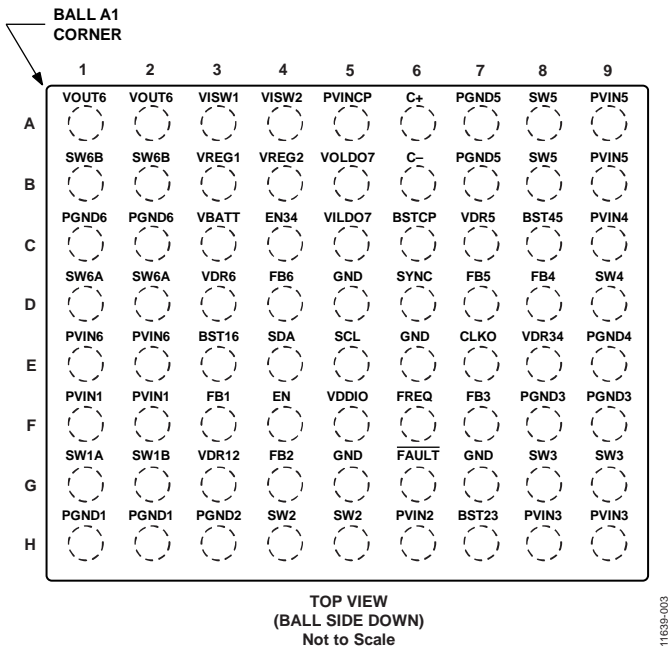 BALL A1
CORNER
1 2 3 4 5 6 7 8 9
VOUT6 VOUT6 VISW1 VISW2 PVINCP C+ PGND5 SW5 PVIN5
A
SW6B SW6B VREG1 VREG2 VOLDO7 C– PGND5 SW5 PVIN5
B
PGND6 PGND6 VBATT EN34 VILDO7 BSTCP VDR5 BST45 PVIN4
C
SW6A SW6A VDR6 FB6 GND SYNC FB5 FB4 SW4
D
PVIN6 PVIN6 BST16 SDA SCL GND CLKO VDR34 PGND4
E
PVIN1 PVIN1 FB1 EN VDDIO FREQ FB3 PGND3 PGND3
F
SW1A SW1B VDR12 FB2 GND FAULT GND SW3 SW3
G
PGND1 PGND1 PGND2 SW2 SW2 PVIN2 BST23 PVIN3 PVIN3
H
TOP VIEW
(BALL SIDE DOWN)
Not to Scale
11639-003